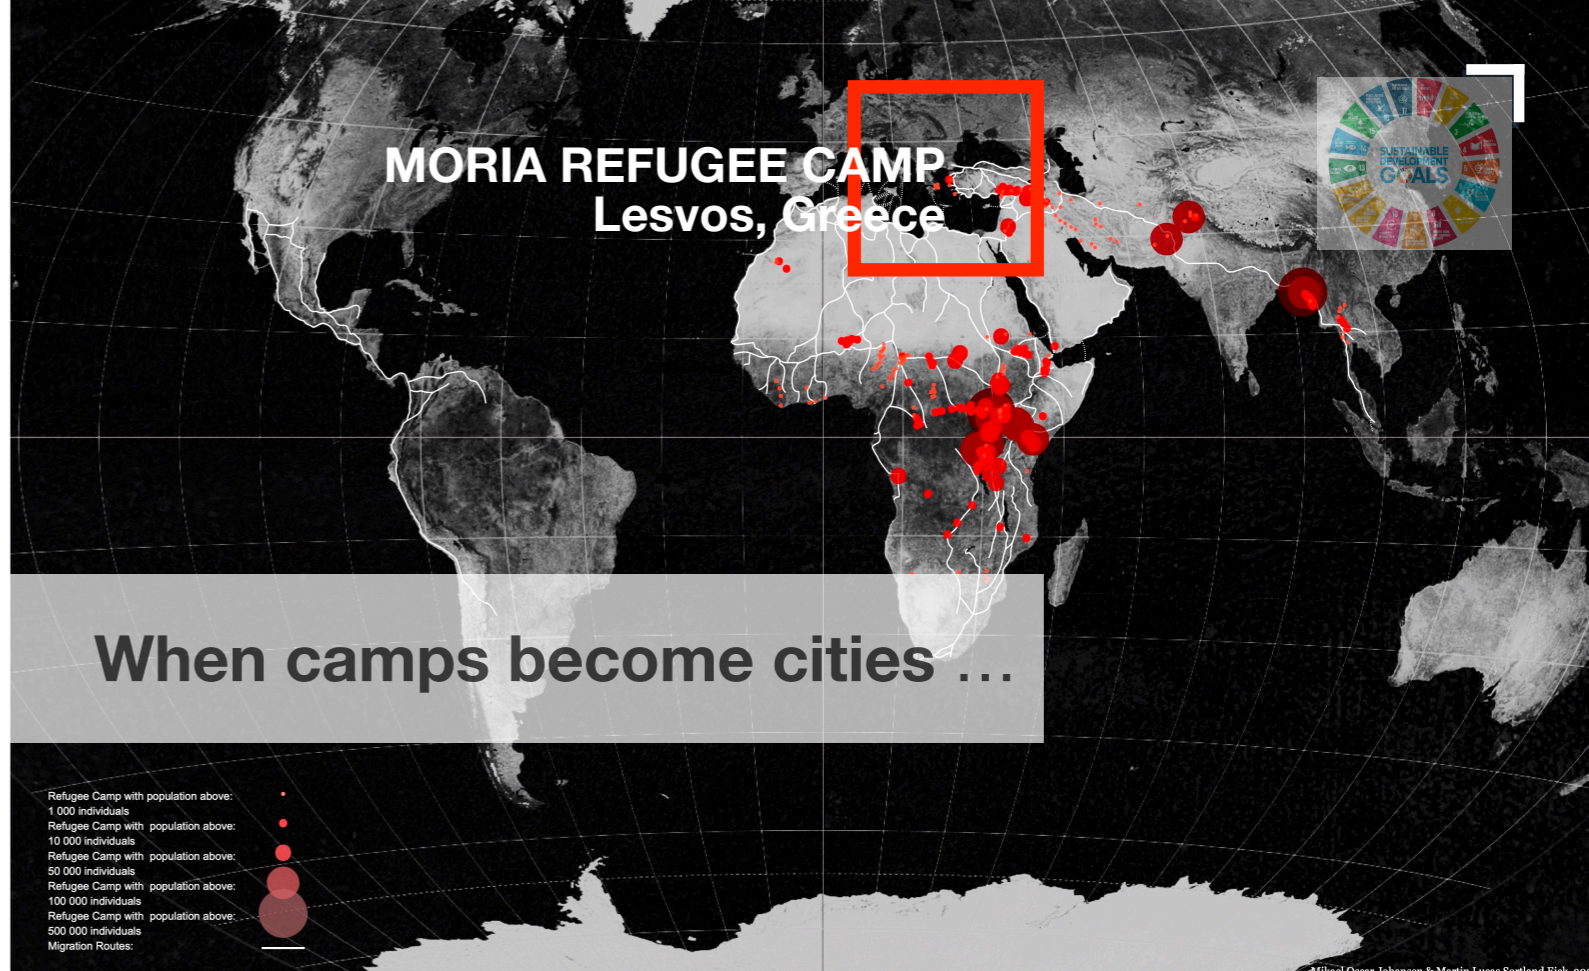 MORIA REFUGEE CAMP
Lesvos, Greece
SUSTAINABLE
DEVELOPMENT
GOALS
When camps become cities ...
Refugee Camp with population above:
1 000 individuals
Refugee Camp with population above:
10 000 individuals
Refugee Camp with population above:
50 000 individuals
Refugee Camp with population above:
100 000 individuals
Refugee Camp with population above:
500 000 individuals
Migration Routes: